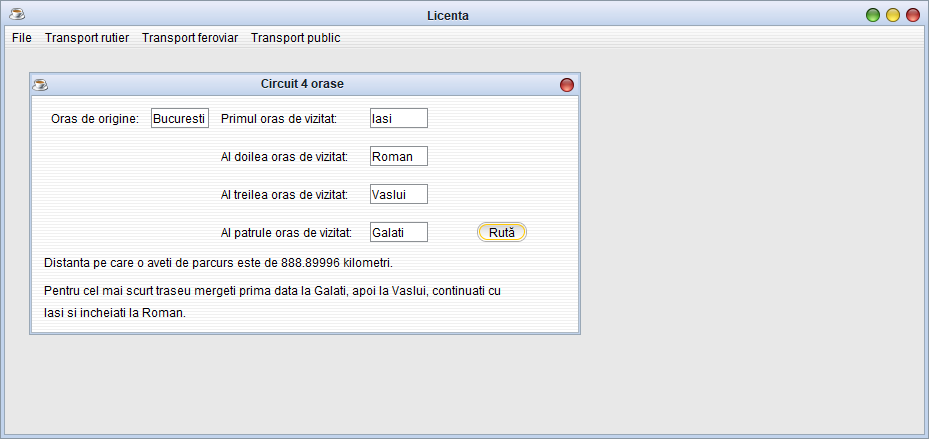 Licenta
File Transport rutier Transport feroviar Transport public
Circuit 4 orase
Oras de origine: Bucuresti Primul oras de vizitat: Iasi
Al doilea oras de vizitat: Roman
Al treilea oras de vizitat: Vaslui
Al patrule oras de vizitat: Galati Rută
Distanta pe care o aveti de parcurs este de 888.89996 kilometri.
Pentru cel mai scurt traseu mergeti prima data la Galati, apoi la Vaslui, continuati cu
Iasi si incheiati la Roman.